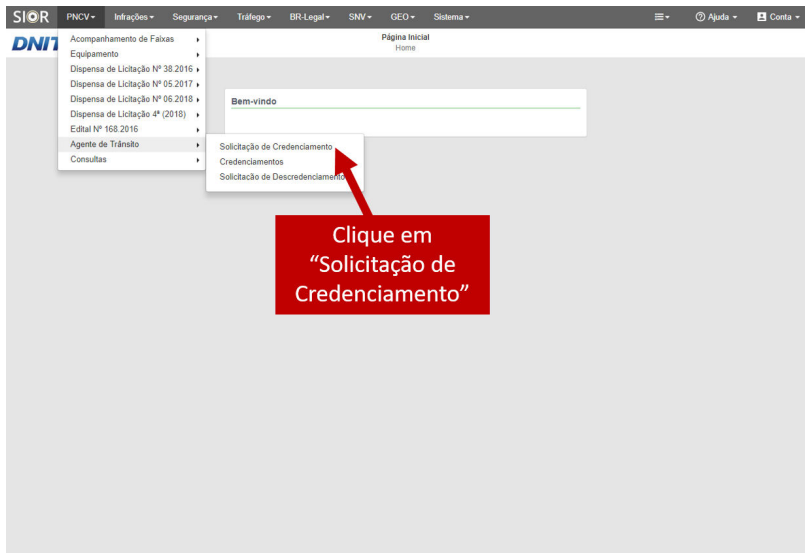 SIOR PNCV Infrações Segurança Tráfego BR-Legal SNV GEO Sistema Ajuda Conta
DNIT
Página Inicial
Home
Acompanhamento de Faixas
Equipamento
Dispensa de Licitação Nº 38.2016
Dispensa de Licitação Nº 05.2017
Dispensa de Licitação Nº 06.2018
Dispensa de Licitação 4ª (2018)
Edital Nº 168.2016
Agente de Trânsito
Consultas
Bem-vindo
Solicitação de Credenciamento
Credenciamentos
Solicitação de Descredenciamento
Clique em
“Solicitação de
Credenciamento”